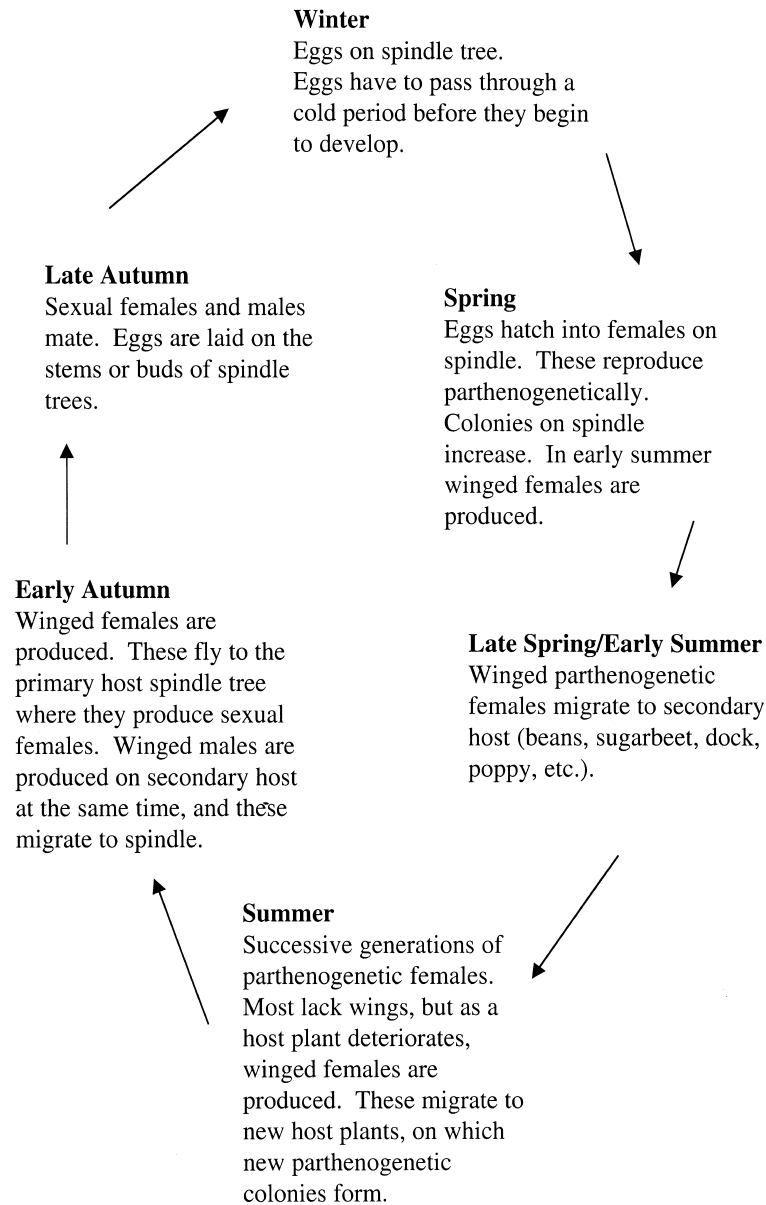 Winter
Eggs on spindle tree.
Eggs have to pass through a
cold period before they begin
to develop.
Spring
Eggs hatch into females on
spindle. These reproduce
parthenogenetically.
Colonies on spindle
increase. In early summer
winged females are
produced.
Late Spring/Early Summer
Winged parthenogenetic
females migrate to secondary
host (beans, sugarbeet, dock,
poppy, etc.).
Summer
Successive generations of
parthenogenetic females.
Most lack wings, but as a
host plant deteriorates,
winged females are
produced. These migrate to
new host plants, on which
new parthenogenetic
colonies form.
Early Autumn
Winged females are
produced. These fly to the
primary host spindle tree
where they produce sexual
females. Winged males are
produced on secondary host
at the same time, and these
migrate to spindle.
Late Autumn
Sexual females and males
mate. Eggs are laid on the
stems or buds of spindle
trees.